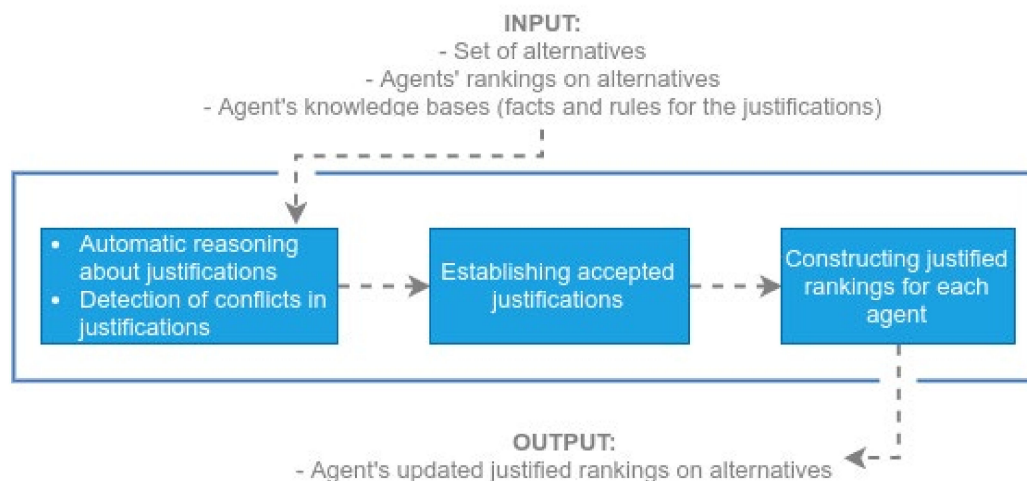 INPUT:
- Set of alternatives
- Agents' rankings on alternatives
- Agent's knowledge bases (facts and rules for the justifications)
• Automatic reasoning
about justifications
• Detection of conflicts in
justifications
Establishing accepted
justifications
Constructing justified
rankings for each
agent
OUTPUT:
- Agent's updated justified rankings on alternatives